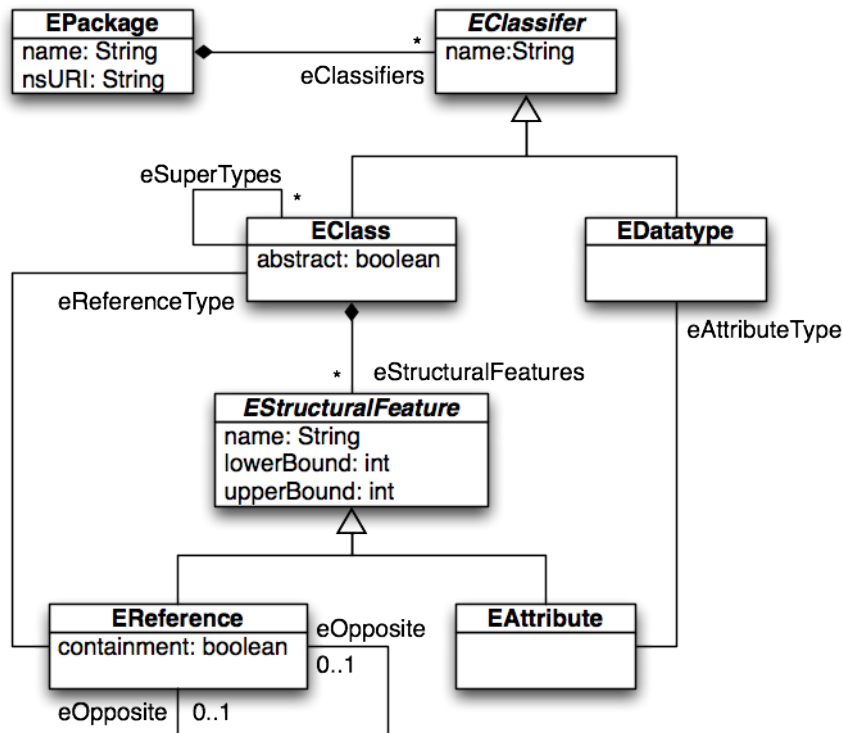 EPackage
name: String
nsURI: String
*
eClassifiers
EClassifer
name:String
eSuperTypes
*
EClass
abstract: boolean
EDatatype
eReferenceType
eAttributeType
*
eStructuralFeatures
EStructuralFeature
name: String
lowerBound: int
upperBound: int
EReference
containment: boolean
eOpposite
0..1
EAttribute
eOpposite
0..1